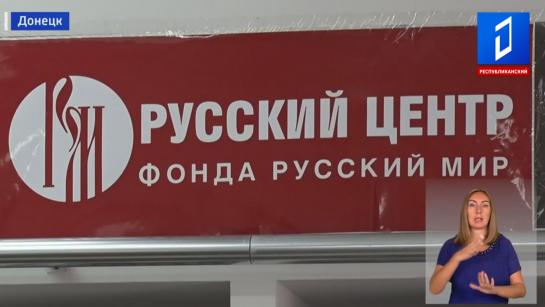 Донецк
РЕСПУБЛИКАНСКИЙ
РУССКИЙ ЦЕНТР
ФОНДА РУССКИЙ МИР